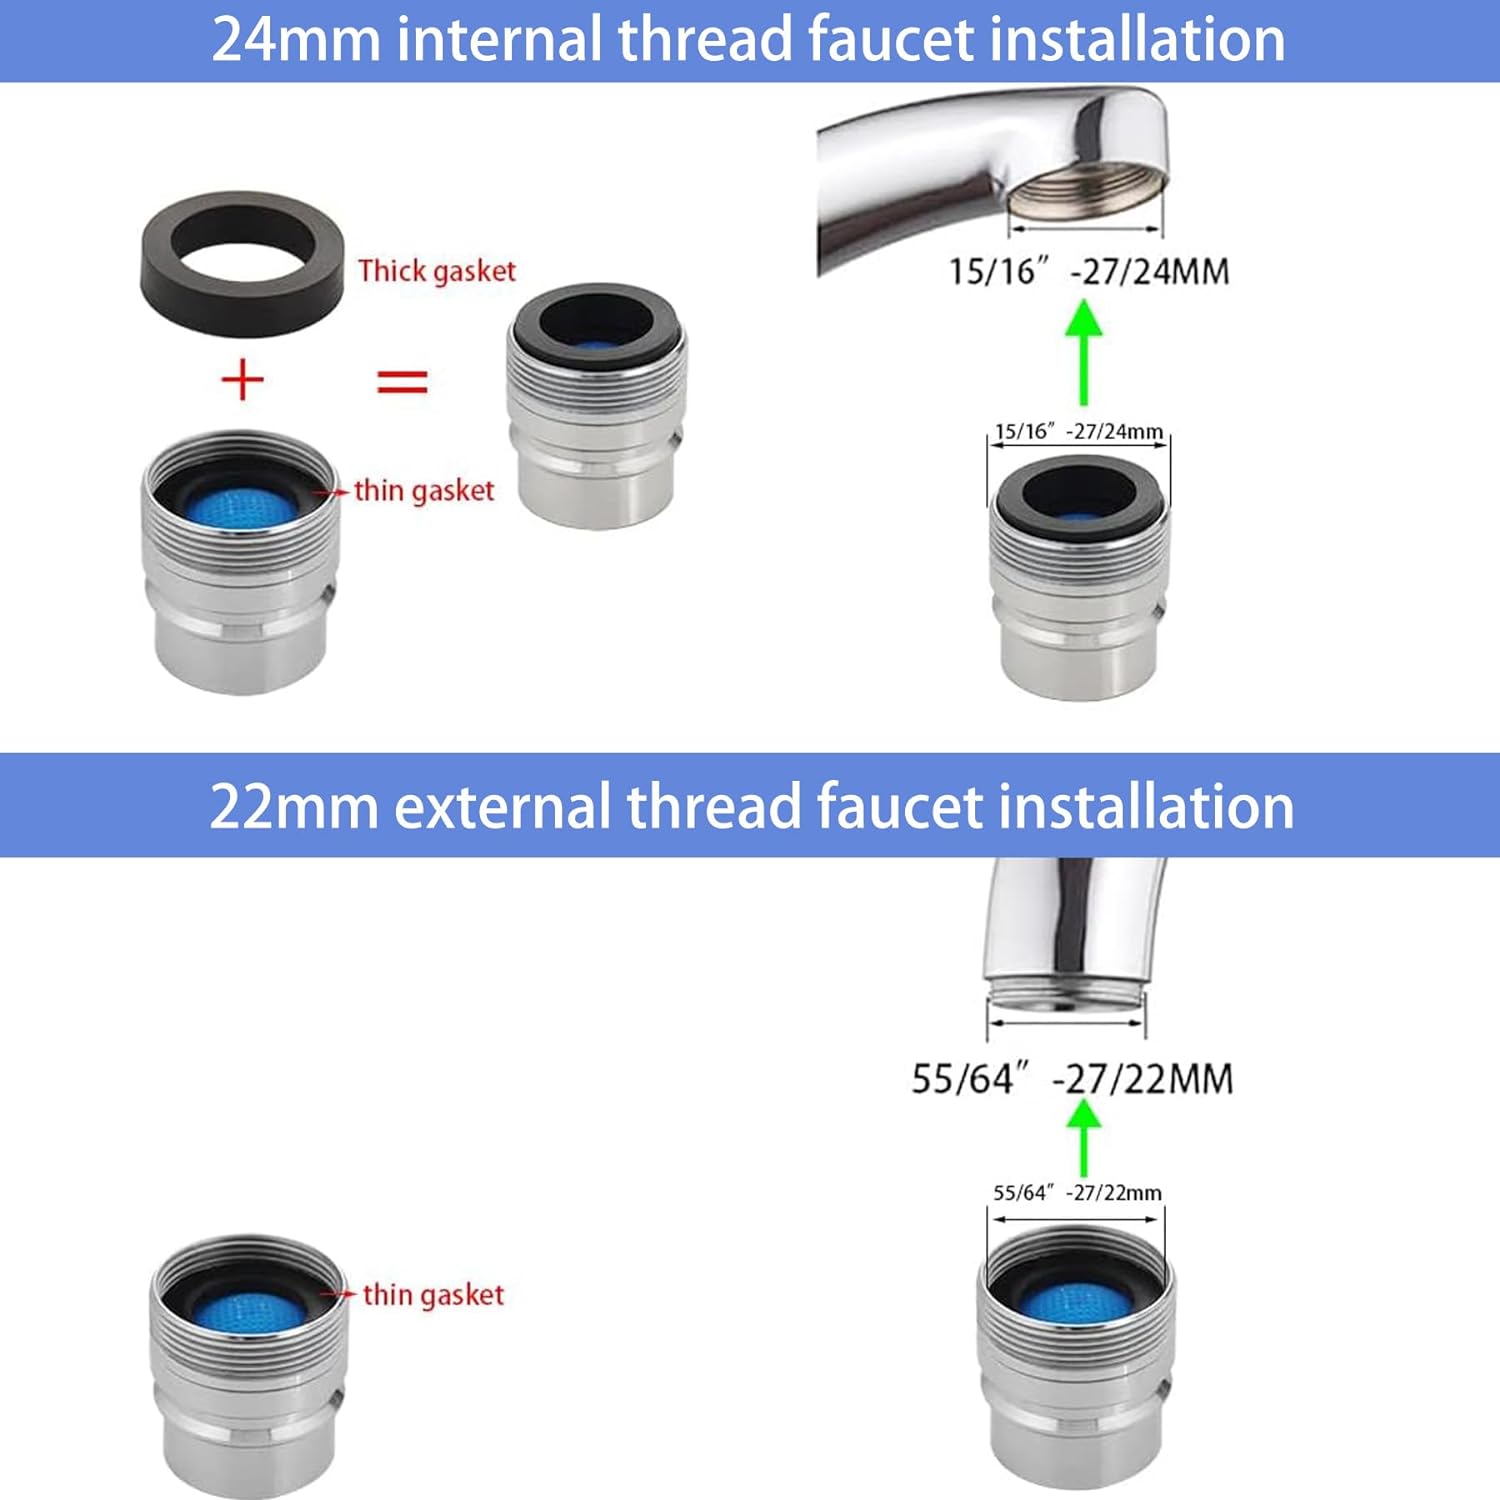 24mm internal thread faucet installation
Thick gasket
+
=
thin gasket
15/16″ -27/24MM
15/16″ -27/24mm
22mm external thread faucet installation
55/64″ -27/22MM
55/64″ -27/22mm
thin gasket